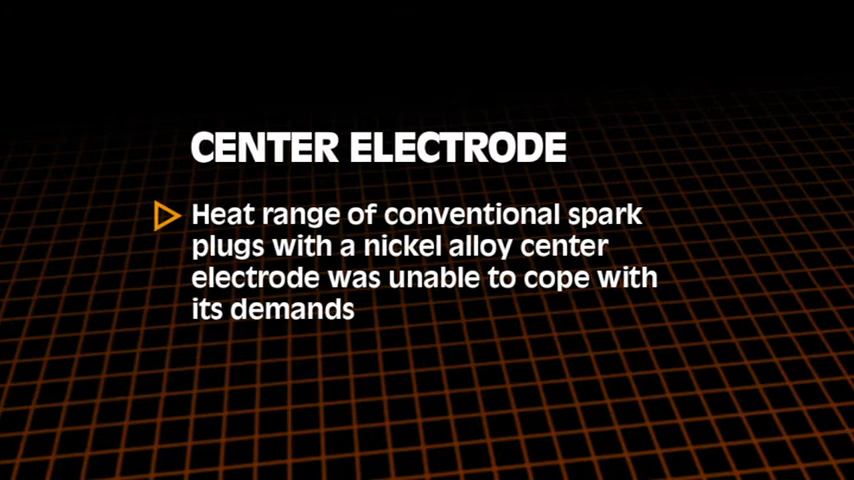 CENTER ELECTRODE
Heat range of conventional spark
plugs with a nickel alloy center
electrode was unable to cope with
its demands